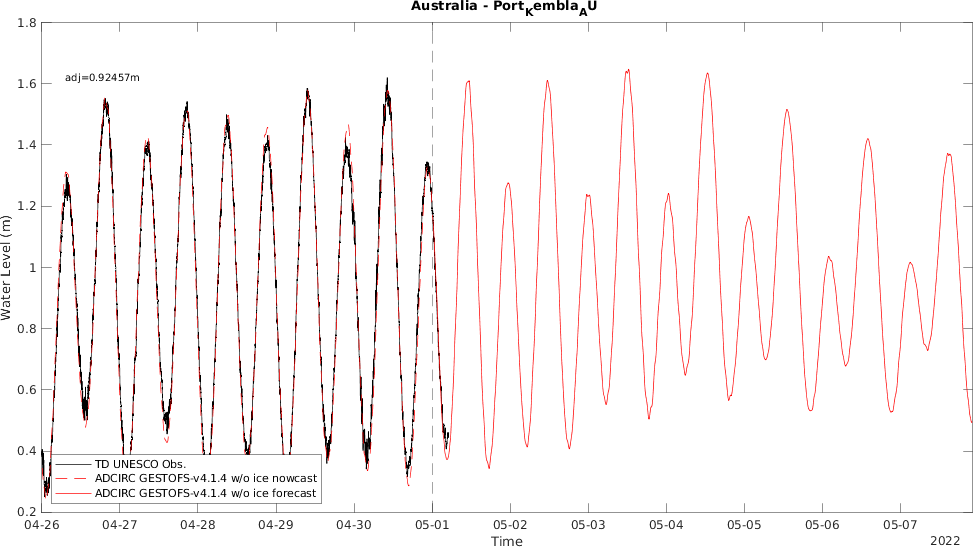 Australia - Port_Kembla_AU
1.8
1.6
1.4
1.2
1
0.8
0.6
0.4
0.2
Water Level (m)
adj=0.92457m
TD UNESCO Obs.
ADCIRC GESTOFS-v4.1.4 w/o ice nowcast
ADCIRC GESTOFS-v4.1.4 w/o ice forecast
04-26 04-27 04-28 04-29 04-30 05-01 05-02 05-03 05-04 05-05 05-06 05-07
Time
2022